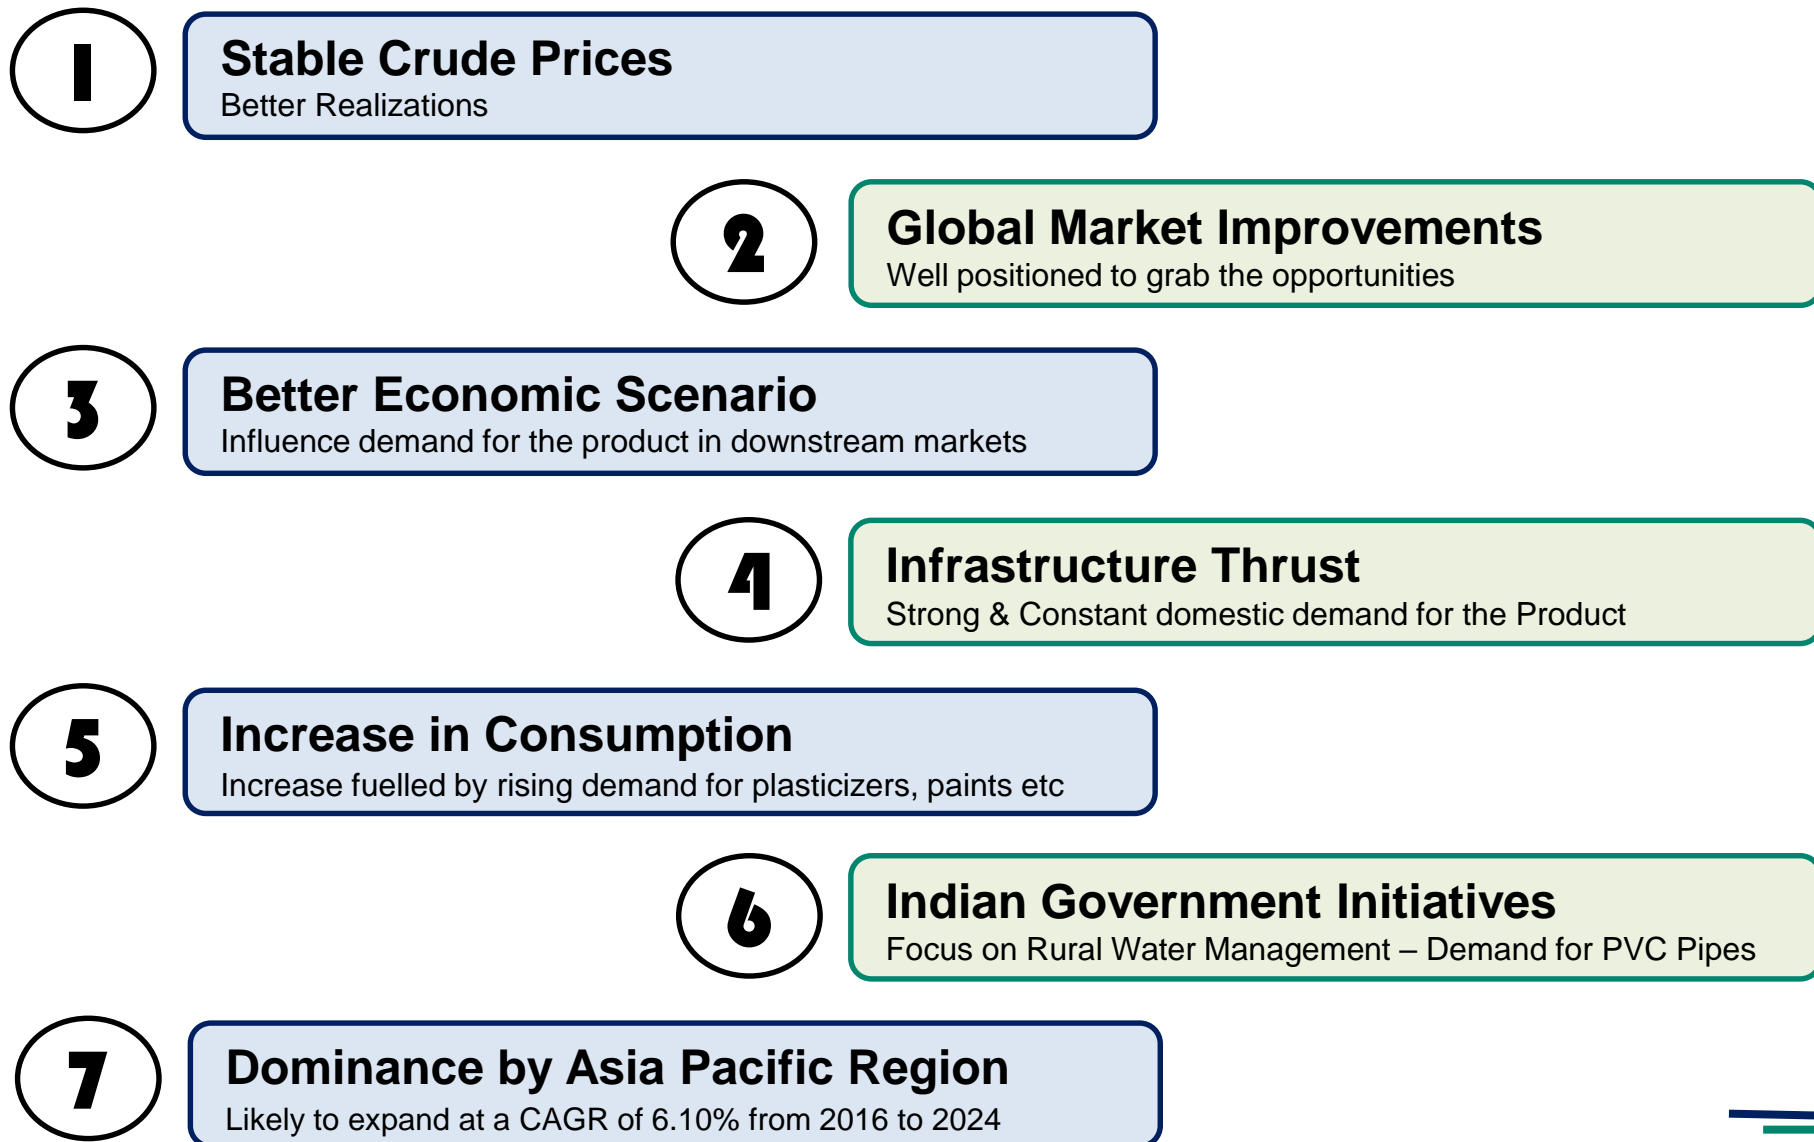 1
Stable Crude Prices
Better Realizations
2
Global Market Improvements
Well positioned to grab the opportunities
3
Better Economic Scenario
Influence demand for the product in downstream markets
4
Infrastructure Thrust
Strong & Constant domestic demand for the Product
5
Increase in Consumption
Increase fuelled by rising demand for plasticizers, paints etc
6
Indian Government Initiatives
Focus on Rural Water Management – Demand for PVC Pipes
7
Dominance by Asia Pacific Region
Likely to expand at a CAGR of 6.10% from 2016 to 2024